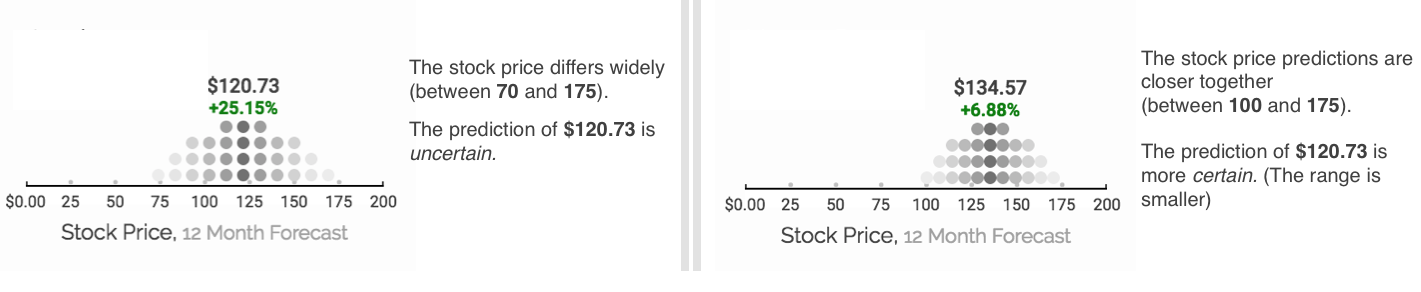 $120.73
+25.15%
$0.00 25 50 75 100 125 150 175 200
Stock Price, 12 Month Forecast
The stock price differs widely
(between 70 and 175).
The prediction of $120.73 is
uncertain.
$134.57
+6.88%
$0.00 25 50 75 100 125 150 175 200
Stock Price, 12 Month Forecast
The stock price predictions are
closer together
(between 100 and 175).
The prediction of $120.73 is
more certain. (The range is
smaller)